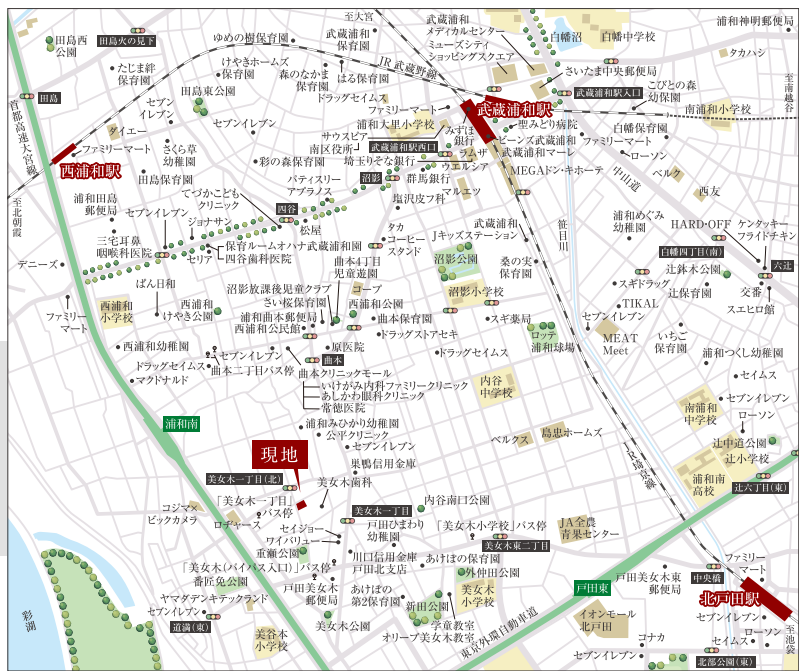 至大宮
田島西
公園
田島火の見下
ゆめの樹保育園
武蔵浦和
保育園
武蔵浦和
メディカルセンター
ミューズシティ
ショッピングスクエア
白幡沼
白幡中学校
浦和神明郵便局
タカハシ
たじま絆
保育園
けやきホームズ
保育園
森のなかま
保育園
はる保育園
JR武蔵野線
さいたま中央郵便局
至南越谷
田島
田島東公園
ドラッグセイムス
ファミリーマート
武蔵浦和駅
武蔵浦和駅入口
こびとの森
幼保園
南浦和小学校
首都高速大宮線
セブン
イレブン
セブンイレブン
浦和大里小学校
サウスピア
南区役所
武蔵浦和駅西口
みずほ
銀行
聖みどり病院
ビーンズ武蔵浦和
武蔵浦和マーレ
白幡保育園
ファミリーマート
ローソン
ダイエー
ファミリーマート
西浦和駅
さくら草
幼稚園
彩の森保育園
埼玉りそな銀行
ラムザ
ウエルシア
MEGAドン・キホーテ
中山道
ベルク
西友
至北朝霞
田島保育園
パティスリー
アプラノス
沼影
群馬銀行
マルエツ
浦和田島
郵便局
てづかこども
クリニック
四谷
塩沢皮フ科
笹目川
浦和めぐみ
幼稚園
HARD・OFF
ケンタッキー
フライドチキン
セブンイレブン
ジョナサン
松屋
タカ
コーヒー
スタンド
武蔵浦和
Jキッズステーション
白幡四丁目(南)
三宅耳鼻
咽喉科医院
セリア
保育ルームオハナ武蔵浦和園
四谷歯科医院
曲本4丁目
児童遊園
沼影公園
桑の実
保育園
辻鉢木公園
六辻
デニーズ
スギドラッグ
辻保育園
交番
ばん日和
沼影放課後児童クラブ
コープ
沼影小学校
TIKAL
スエヒロ館
ファミリー
マート
西浦和
小学校
西浦和
けやき公園
さい桜保育園
浦和曲本郵便局
西浦和公民館
西浦和公園
曲本保育園
スギ薬局
セブンイレブン
ロッテ
浦和球場
MEAT
Meet
いちご
保育園
原医院
ドラッグストアセキ
西浦和幼稚園
セブンイレブン
曲本
ドラッグセイムス
浦和つくし幼稚園
ドラッグセイムス
曲本二丁目バス停
曲本クリニックモール
セイムス
マクドナルド
いけがみ内科ファミリークリニック
あしかわ眼科クリニック
常徳医院
内谷
中学校
セブンイレブン
南浦和
中学校
ローソン
浦和南
浦和みひかり幼稚園
公平クリニック
セブンイレブン
ベルクス
島忠ホームズ
辻中道公園
辻小学校
現地
巣鴨信用金庫
JR埼京線
浦和南
高校
辻六丁目(東)
美女木一丁目(北)
美女木歯科
内谷南口公園
「美女木一丁目」
バス停
コジマ×
ビックカメラ
ロヂャース
美女木一丁目
戸田ひまわり
幼稚園
「美女木小学校」バス停
JA全農
青果センター
セイジョー
ワイバリュー
重瀬公園
美女木東二丁目
「美女木(バイパス入口)」バス停
番匠免公園
川口信用金庫
戸田北支店
あけぼの保育園
外仲田公園
中央橋
ファミリー
マート
ヤマダデンキテックランド
戸田美女木
郵便局
あけぼの
第2保育園
美女木
小学校
戸田東
戸田美女木東
郵便局
北戸田駅
彩湖
セブンイレブン
道満(東)
新田公園
イオンモール
北戸田
セブンイレブン
至池袋
美谷本
小学校
美女木公園
学童教室
オリーブ美女木教室
東京外環自動車道
コナカ
セブンイレブン
ローソン
セイムス
北部公園(東)